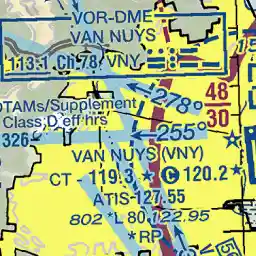 VOR-DME
VAN NUYS
113.1 Ch 78 VNY
278°
48
30
OTAMs/Supplement
Class D eff hrs
326
255°
VAN NUYS (VNY)
CT - 119.3 ★ C 120.2 ★
ATIS 127.55
802 *L 80 122.95
*RP